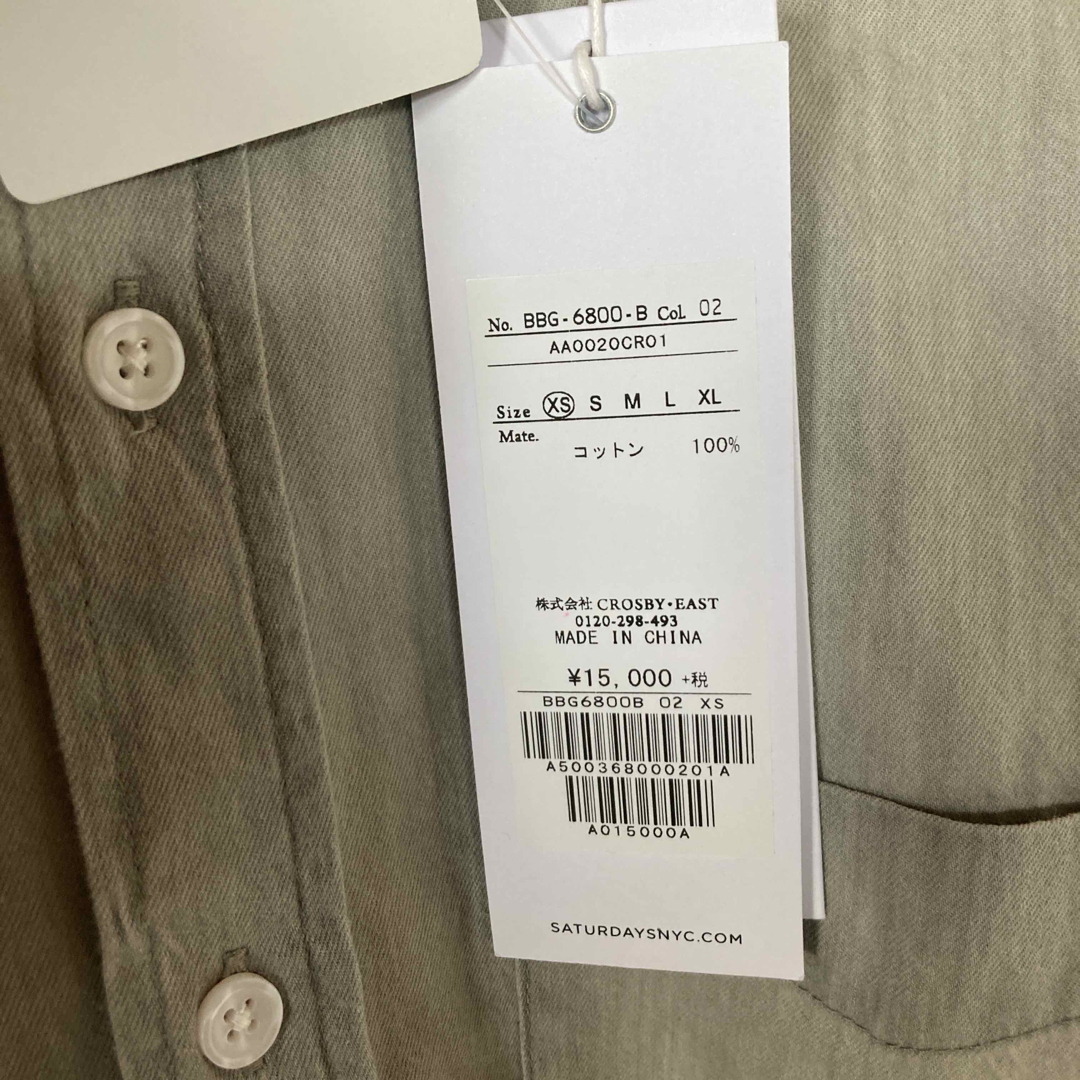 No. BBG-6800-B Col. 02
AA0020CR01
Size XS S M L XL
Mate.
コットン 100%
株式会社 CROSBY・EAST
0120-298-493
MADE IN CHINA
¥15,000 +税
BBG6800B 02 XS
A500368000201A
A015000A
SATURDAYSNYC.COM